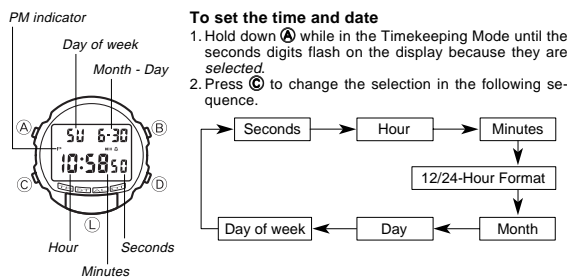 PM indicator
Day of week
Month - Day
A
B
SU 6-30
P
10:58 50
C
D
L
Hour
Seconds
Minutes
To set the time and date
1. Hold down A while in the Timekeeping Mode until the
seconds digits flash on the display because they are
selected.
2. Press C to change the selection in the following se-
quence.
Seconds
Hour
Minutes
12/24-Hour Format
Day of week
Day
Month